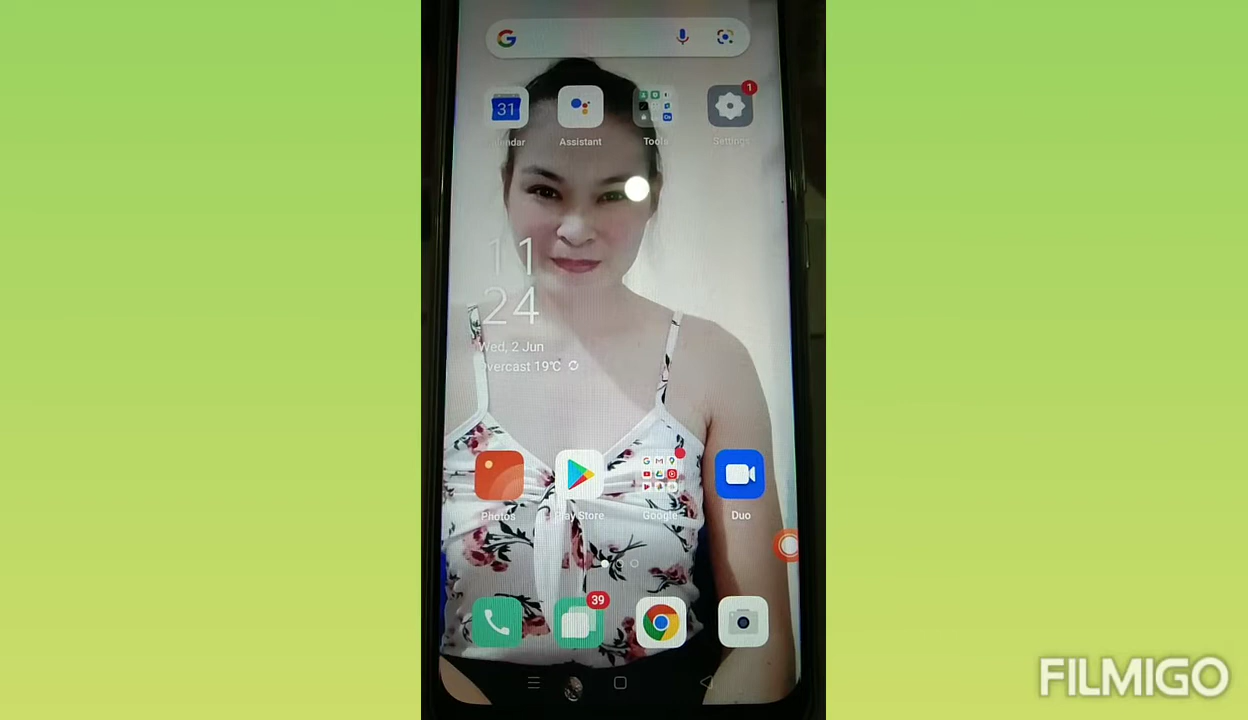 31
1
Calendar
Assistant
Tools
Settings
11
24
Wed, 2 Jun
Overcast 19°C
Photos
Play Store
Google
Duo
39
FILMIGO